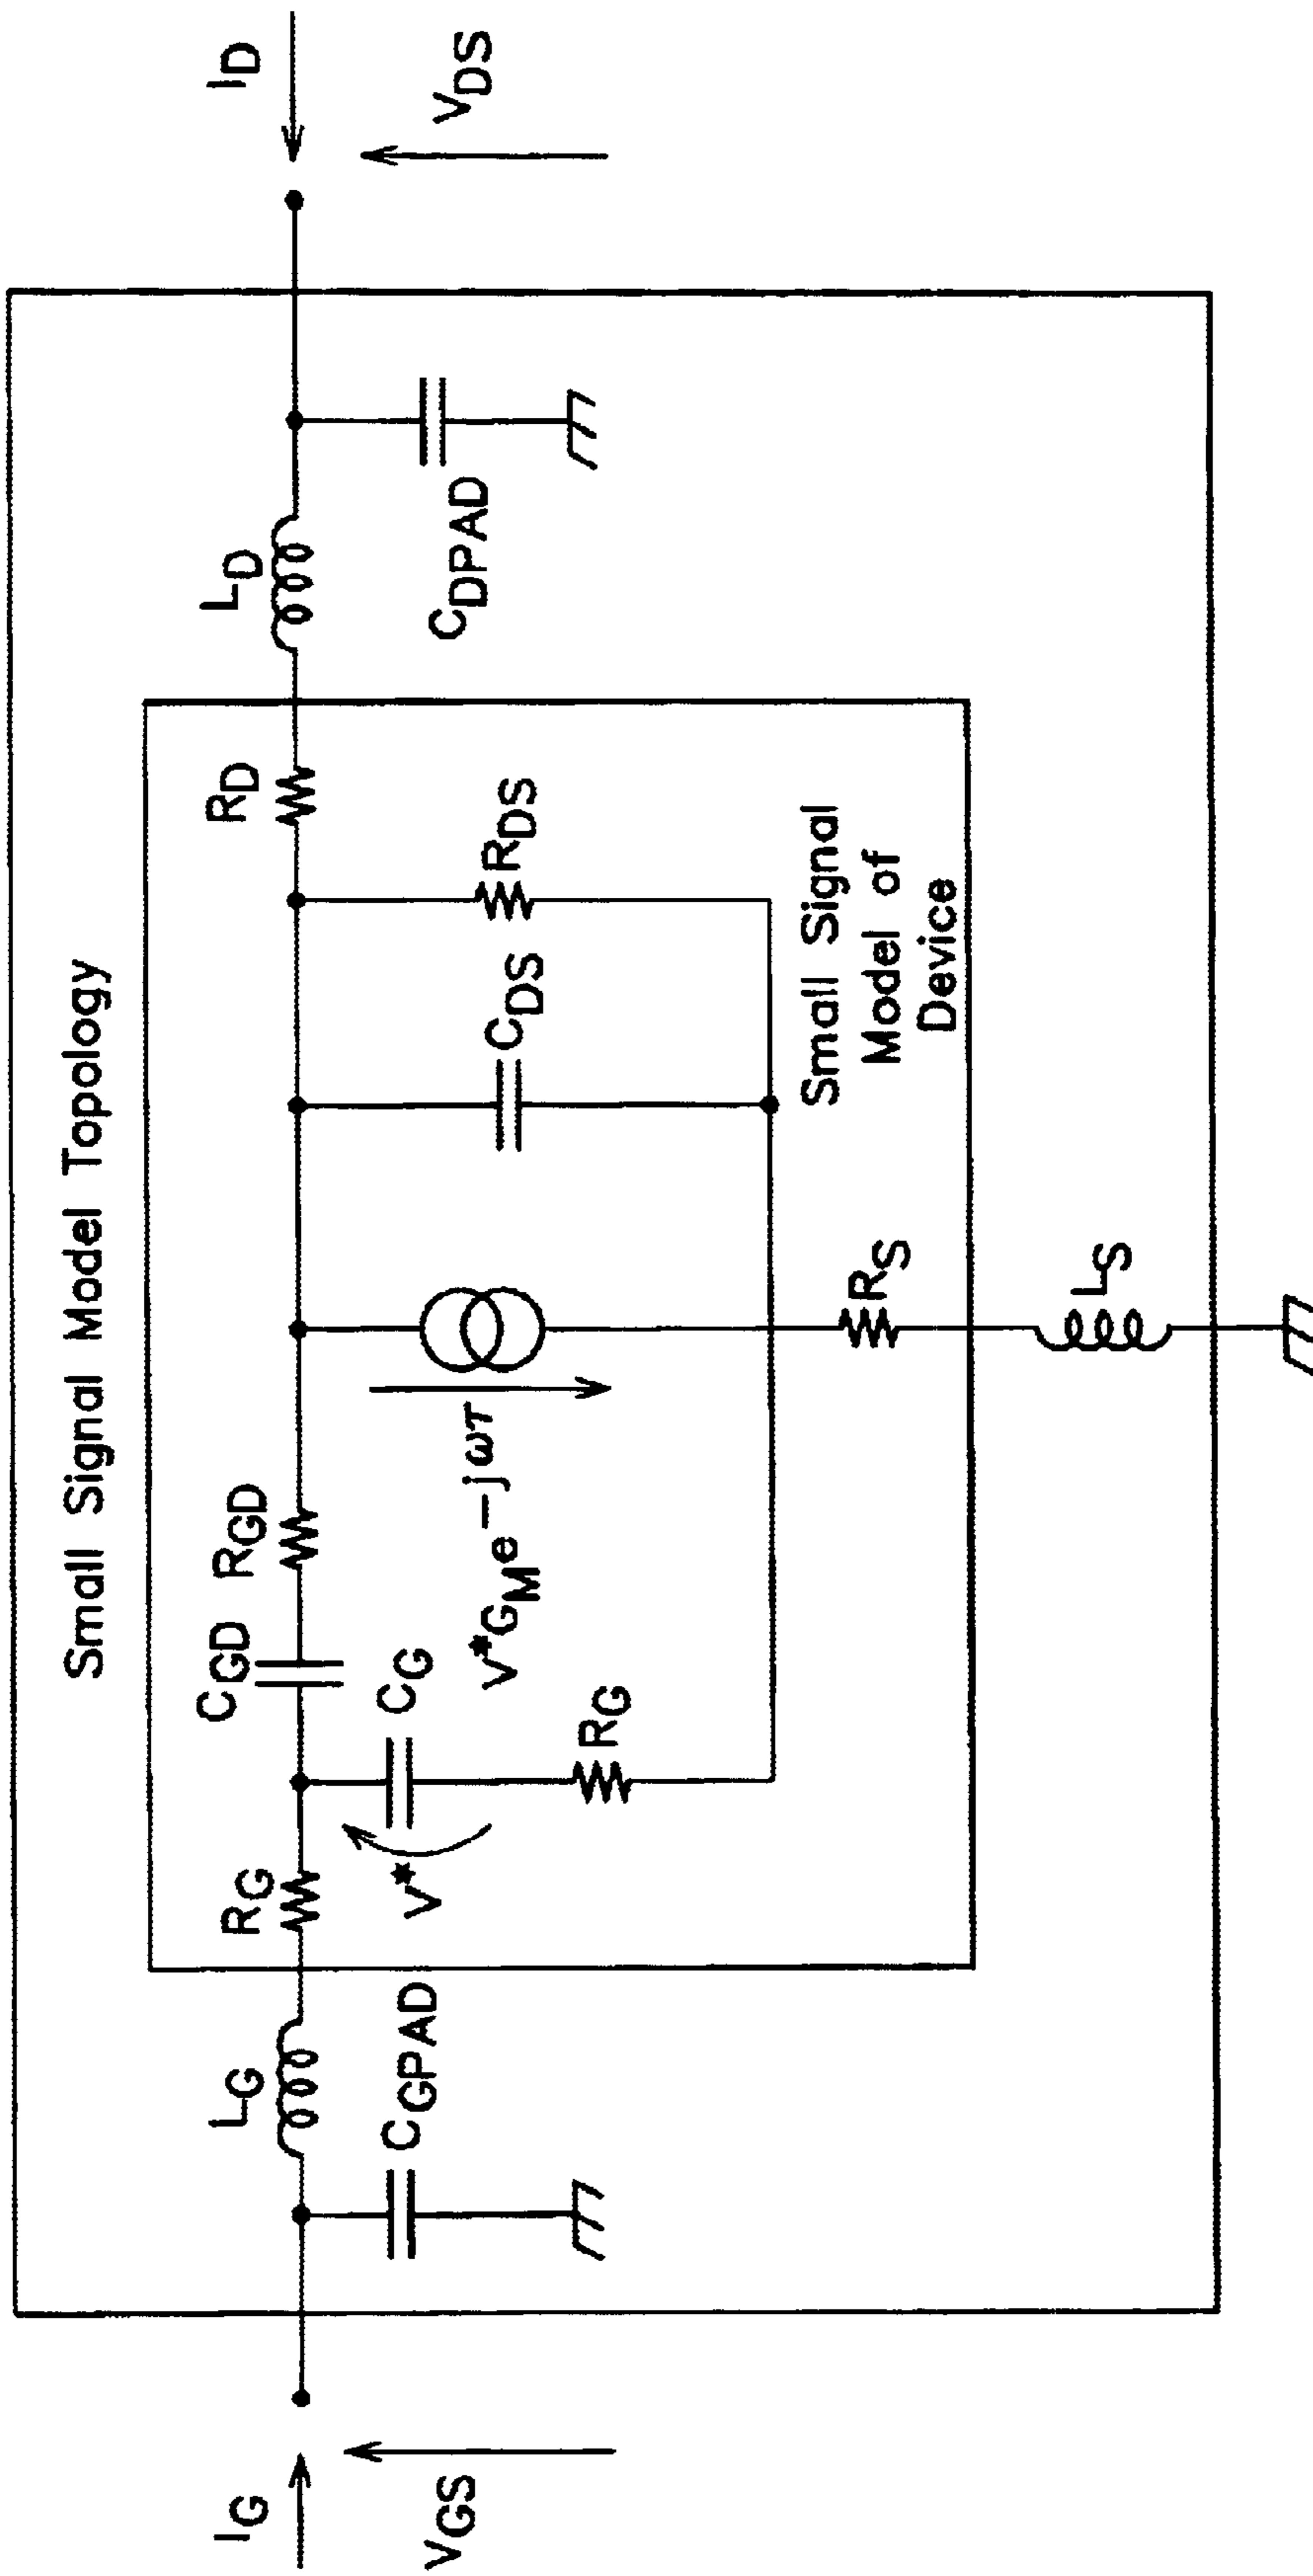 Small Signal Model Topology
I_G
V_GS
L_G
C_GPAD
R_G
V*
C_GD
C_G
R_G
R_GD
V*G_Me^-jωτ
R_S
L_S
C_DS
R_DS
R_D
Small Signal
Model of
Device
L_D
C_DPAD
I_D
V_DS